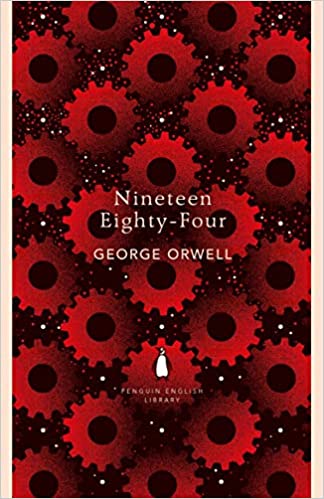 Nineteen
Eighty-Four
GEORGE ORWELL
PENGUIN ENGLISH
LIBRARY